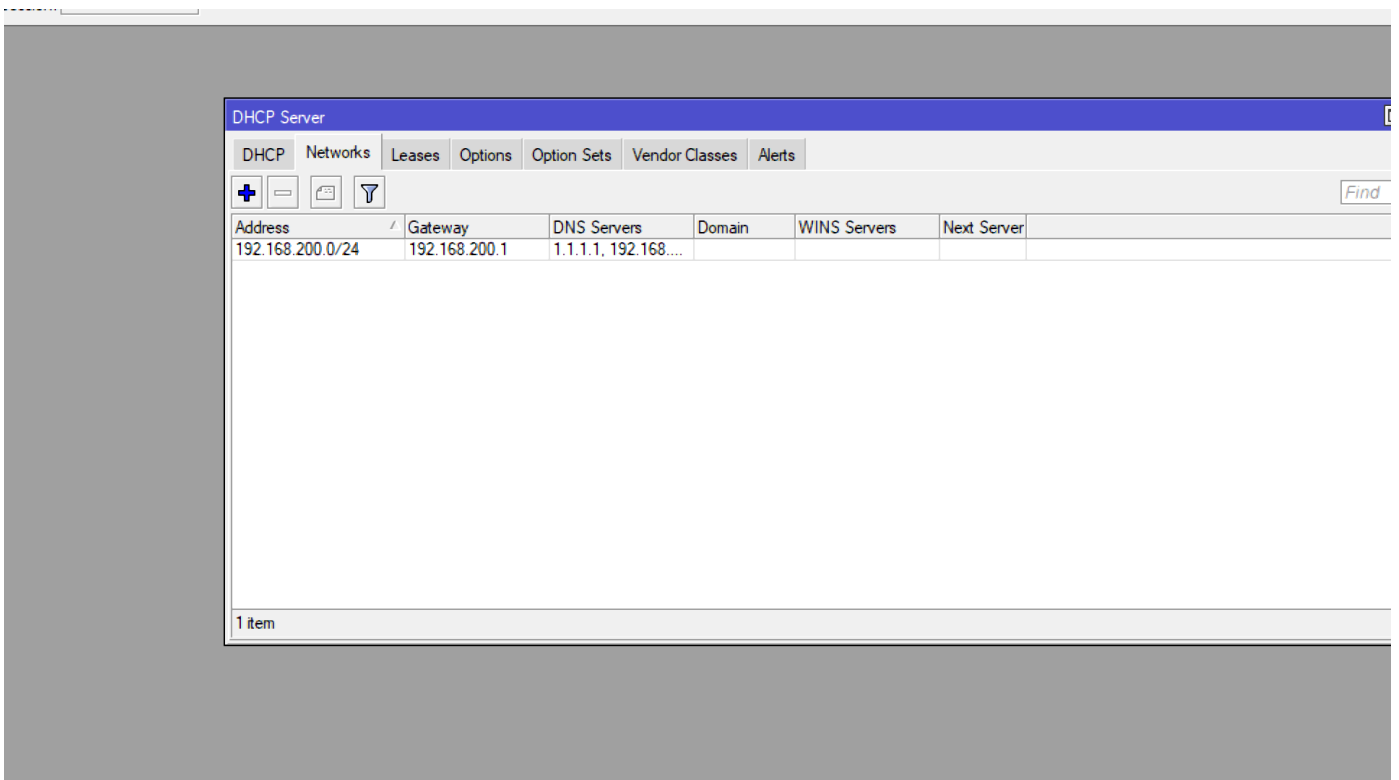 DHCP Server
DHCP Networks Leases Options Option Sets Vendor Classes Alerts
Find
Address Gateway DNS Servers Domain WINS Servers Next Server
192.168.200.0/24 192.168.200.1 1.1.1.1, 192.168....
1 item